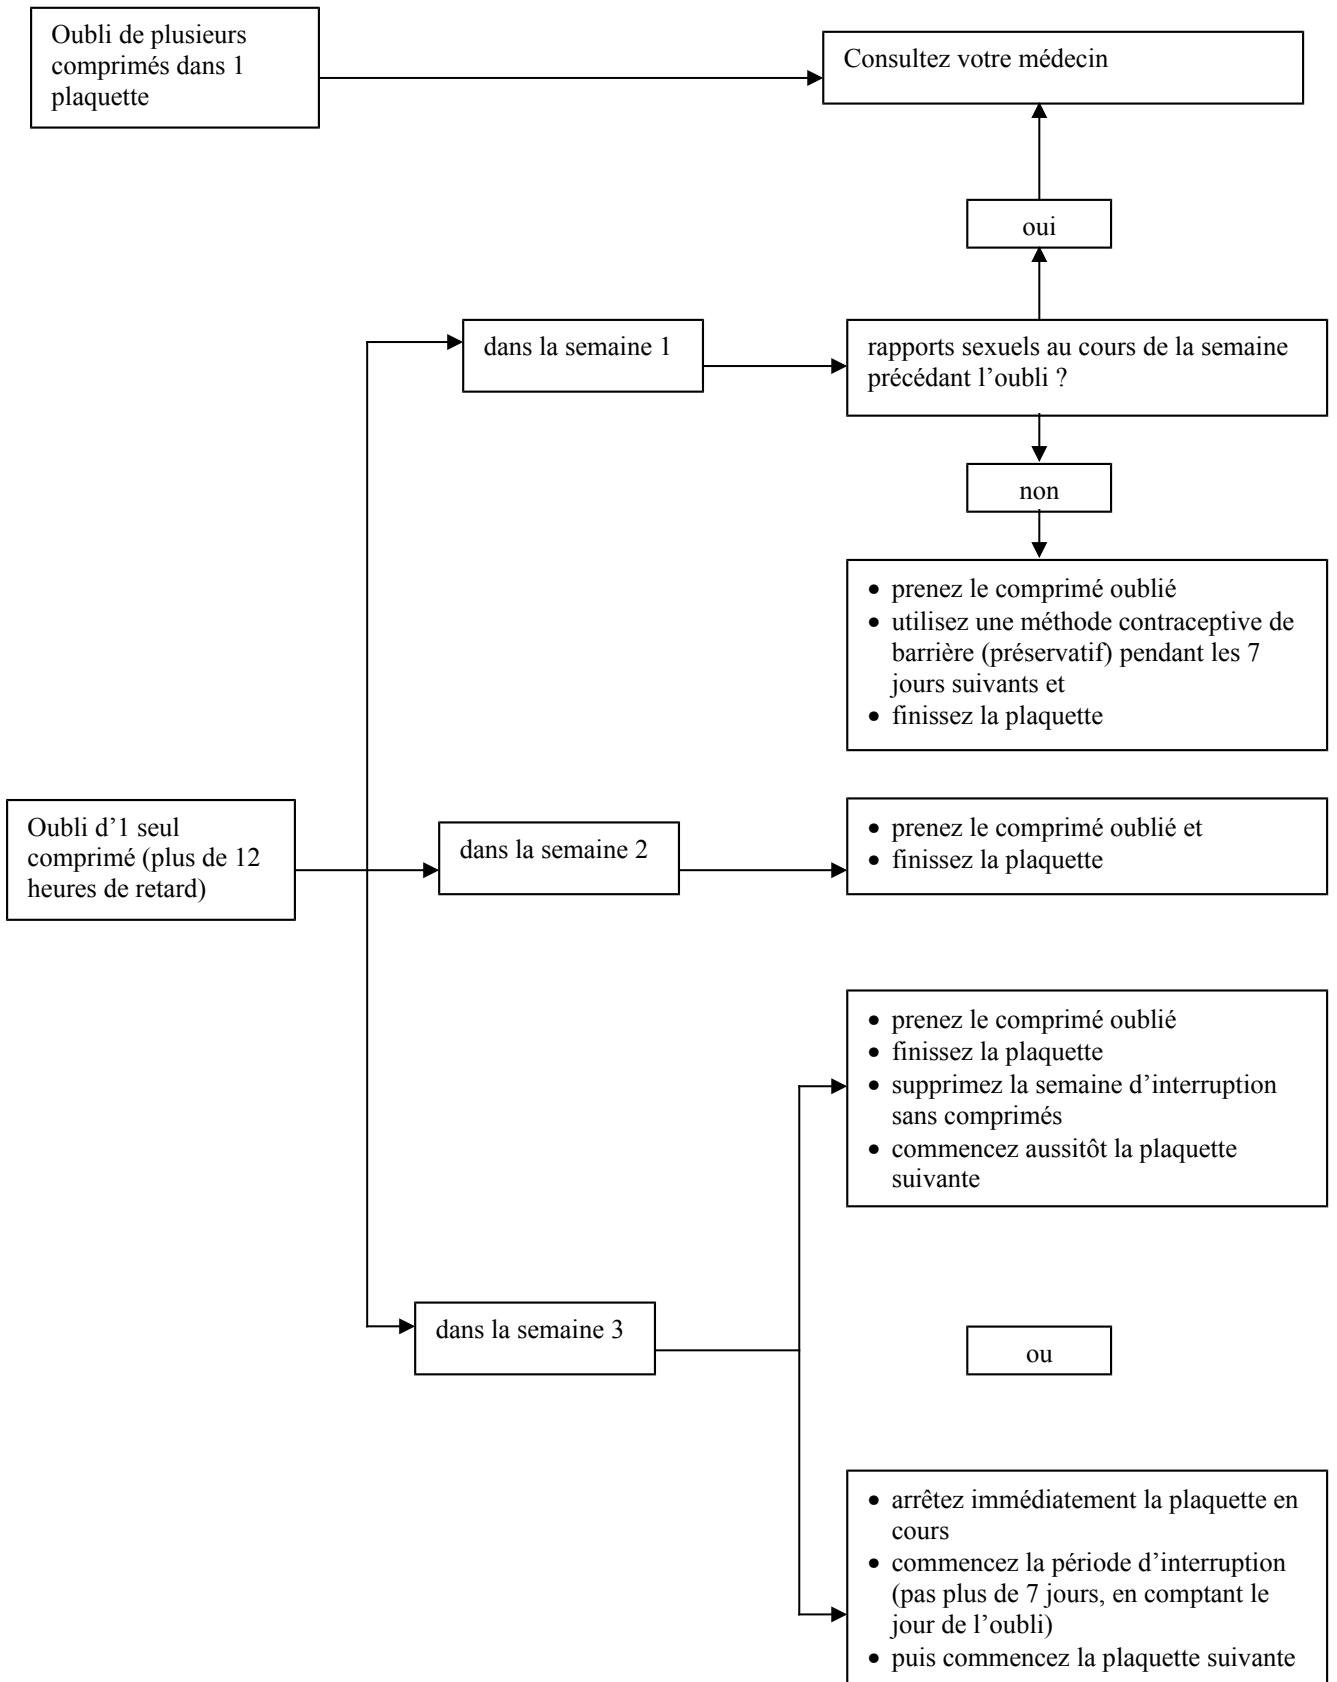 Oubli de plusieurs
comprimés dans 1
plaquette
Consultez votre médecin
oui
dans la semaine 1
rapports sexuels au cours de la semaine
précédant l’oubli ?
non
• prenez le comprimé oublié
• utilisez une méthode contraceptive de
barrière (préservatif) pendant les 7
jours suivants et
• finissez la plaquette
Oubli d’1 seul
comprimé (plus de 12
heures de retard)
dans la semaine 2
• prenez le comprimé oublié et
• finissez la plaquette
• prenez le comprimé oublié
• finissez la plaquette
• supprimez la semaine d’interruption
sans comprimés
• commencez aussitôt la plaquette
suivante
dans la semaine 3
ou
• arrêtez immédiatement la plaquette en
cours
• commencez la période d’interruption
(pas plus de 7 jours, en comptant le
jour de l’oubli)
• puis commencez la plaquette suivante